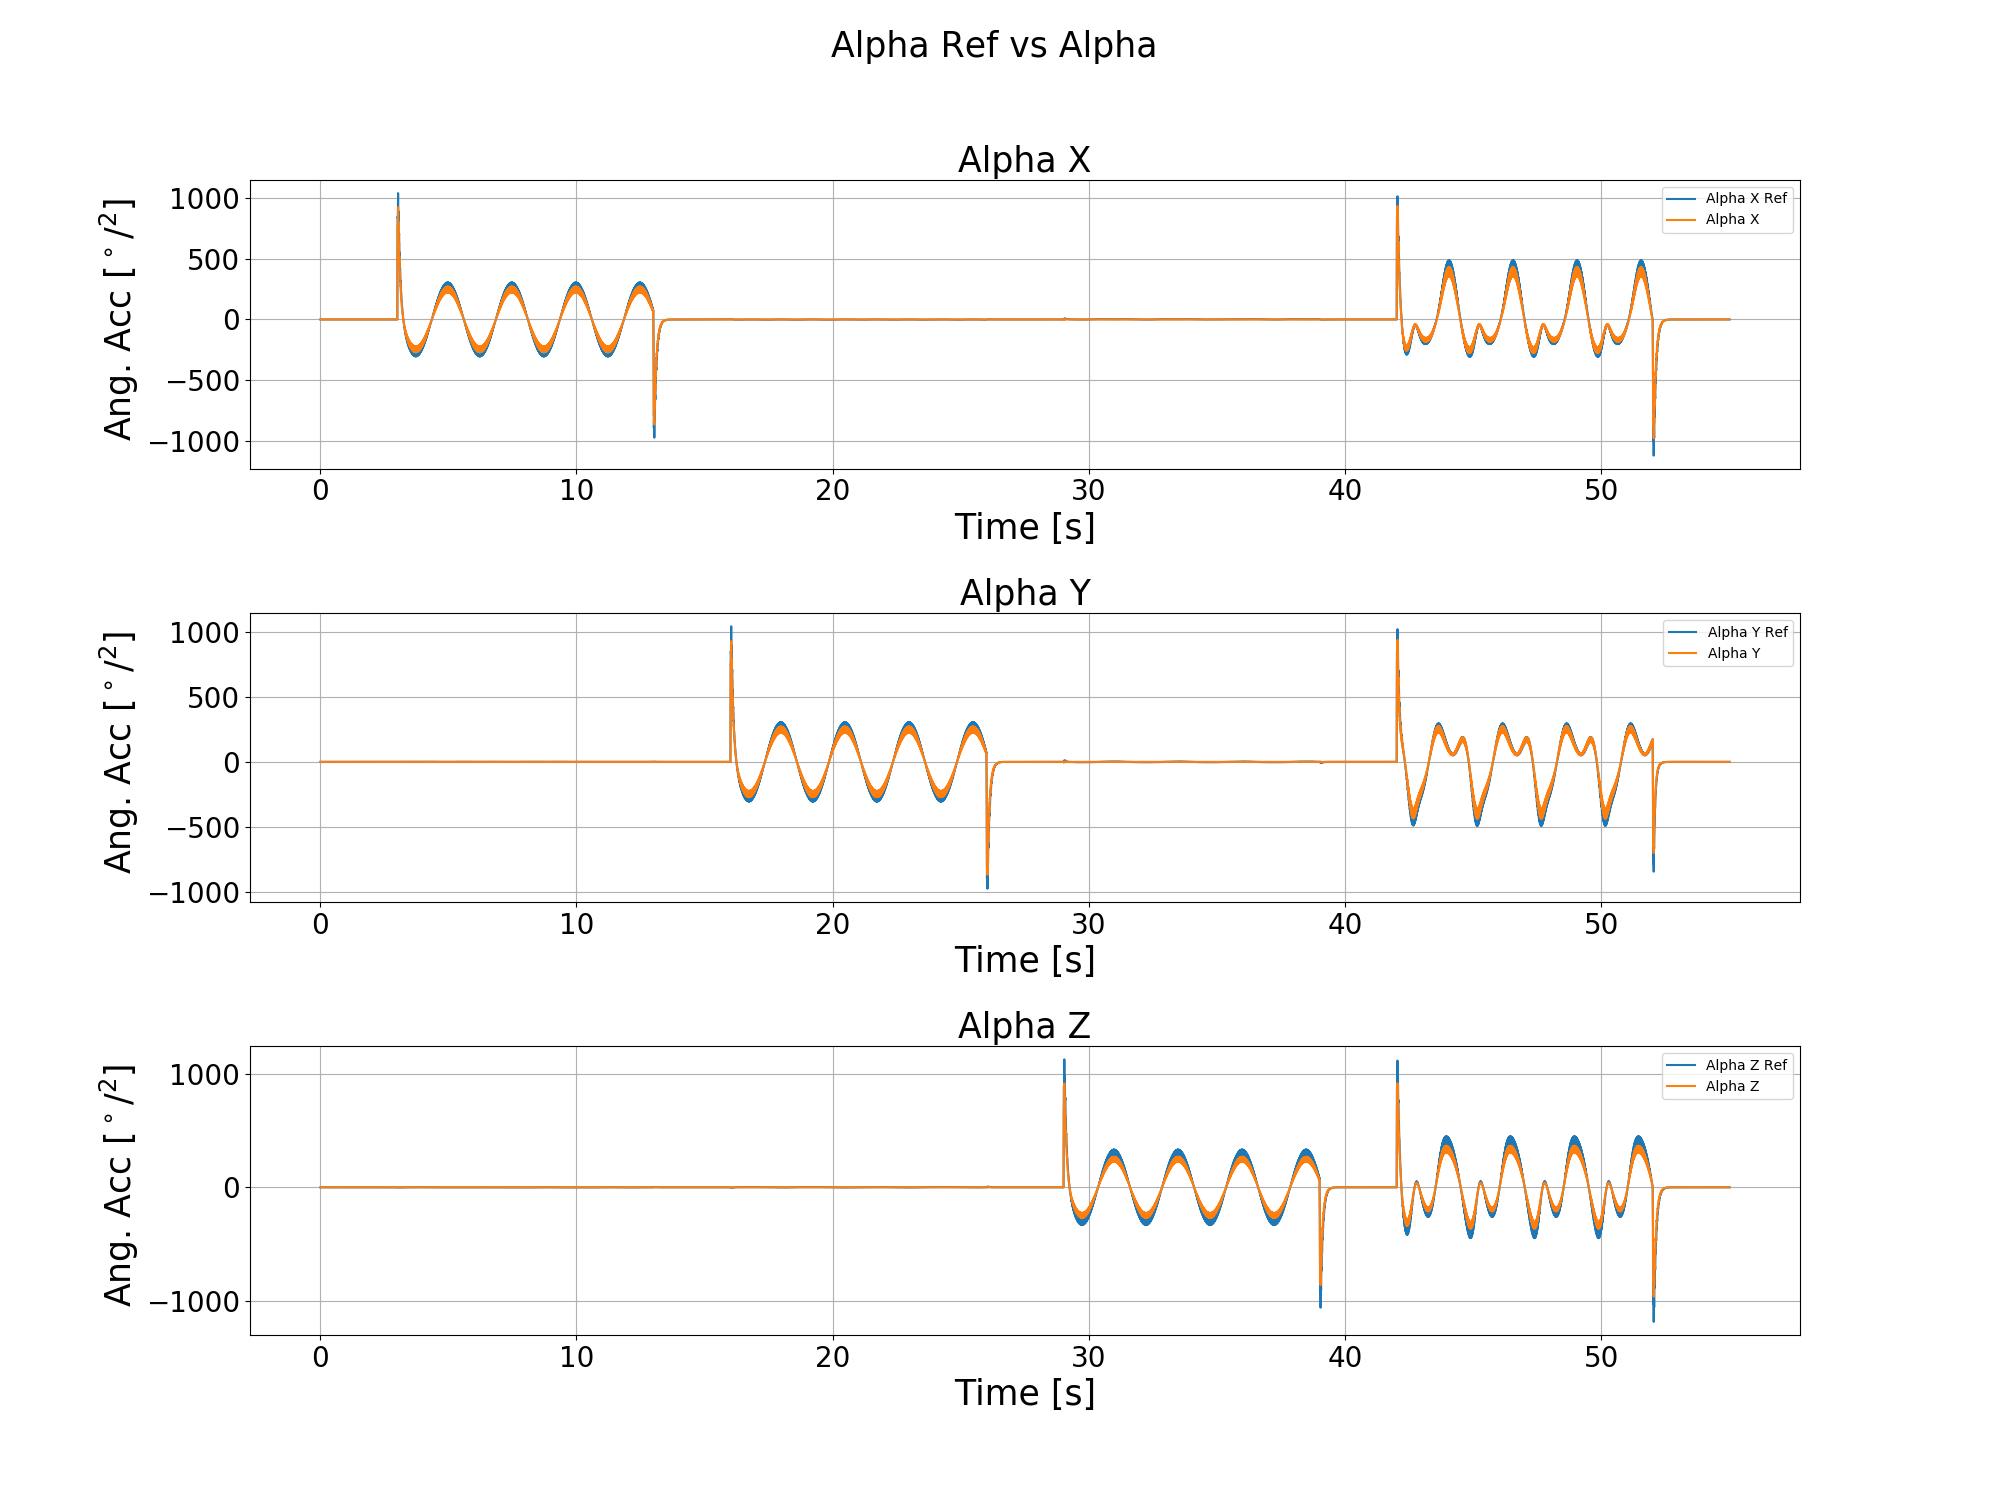 Alpha Ref vs Alpha
Alpha X
Ang. Acc [°/²]
1000
500
0
−500
−1000
Alpha X Ref
Alpha X
0 10 20 30 40 50
Time [s]
Alpha Y
Ang. Acc [°/²]
1000
500
0
−500
−1000
Alpha Y Ref
Alpha Y
0 10 20 30 40 50
Time [s]
Alpha Z
Ang. Acc [°/²]
1000
0
−1000
Alpha Z Ref
Alpha Z
0 10 20 30 40 50
Time [s]